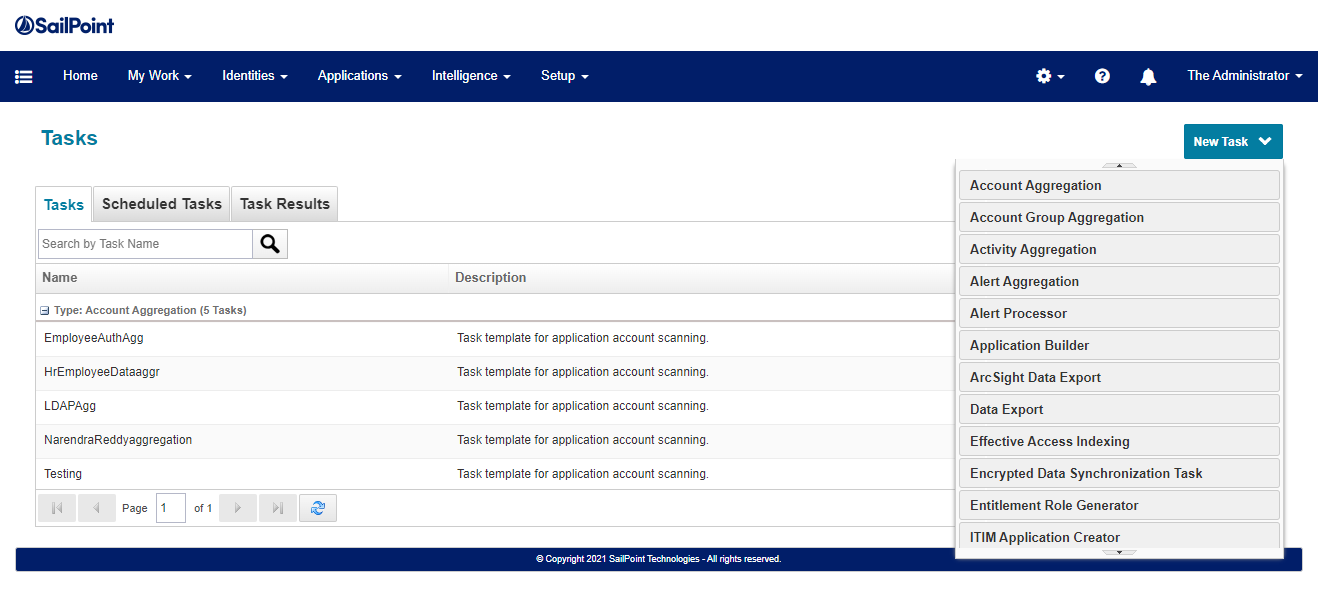 SailPoint
Home My Work Identities Applications Intelligence Setup The Administrator
Tasks
New Task
Tasks Scheduled Tasks Task Results
Search by Task Name
Name Description
Type: Account Aggregation (5 Tasks)
EmployeeAuthAgg Task template for application account scanning.
HrEmployeeDataaggr Task template for application account scanning.
LDAPAgg Task template for application account scanning.
NarendraReddyaggregation Task template for application account scanning.
Testing Task template for application account scanning.
Page 1 of 1
Account Aggregation
Account Group Aggregation
Activity Aggregation
Alert Aggregation
Alert Processor
Application Builder
ArcSight Data Export
Data Export
Effective Access Indexing
Encrypted Data Synchronization Task
Entitlement Role Generator
ITIM Application Creator
© Copyright 2021 SailPoint Technologies - All rights reserved.